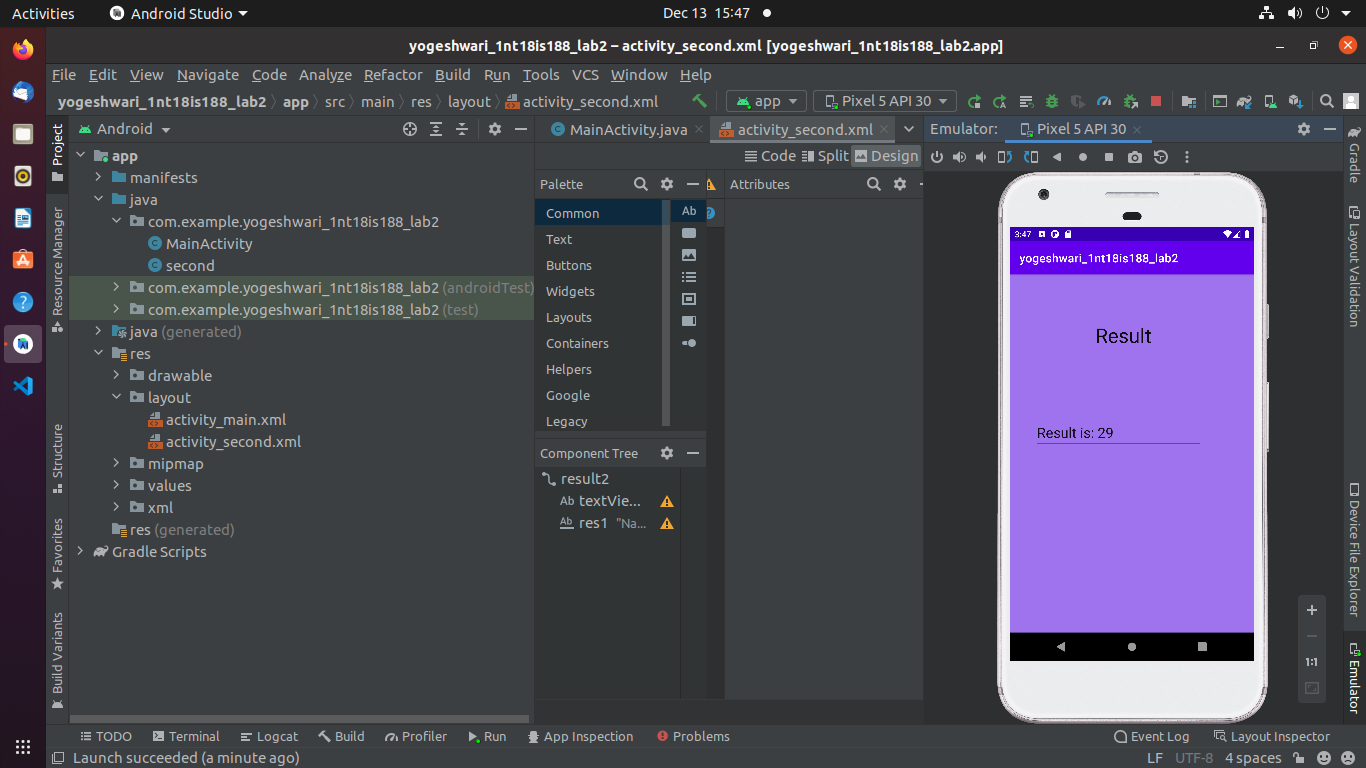 Activities Android Studio Dec 13 15:47
yogeshwari_1nt18is188_lab2 – activity_second.xml [yogeshwari_1nt18is188_lab2.app]
File Edit View Navigate Code Analyze Refactor Build Run Tools VCS Window Help
yogeshwari_1nt18is188_lab2 app src main res layout activity_second.xml app Pixel 5 API 30
Project
Resource Manager
Structure
Favorites
Build Variants
Android
app
manifests
java
com.example.yogeshwari_1nt18is188_lab2
MainActivity
second
com.example.yogeshwari_1nt18is188_lab2 (androidTest)
com.example.yogeshwari_1nt18is188_lab2 (test)
java (generated)
res
drawable
layout
activity_main.xml
activity_second.xml
mipmap
values
xml
res (generated)
Gradle Scripts
MainActivity.java activity_second.xml
Code Split Design
Palette
Common
Text
Buttons
Widgets
Layouts
Containers
Helpers
Google
Legacy
Ab
Component Tree
result2
Ab textVie...
Ab res1 "Na...
Attributes
Emulator: Pixel 5 API 30
3:47
yogeshwari_1nt18is188_lab2
Result
Result is: 29
1:1
Gradle
Layout Validation
Device File Explorer
Emulator
TODO Terminal Logcat Build Profiler Run App Inspection Problems Event Log Layout Inspector
Launch succeeded (a minute ago) LF UTF-8 4 spaces